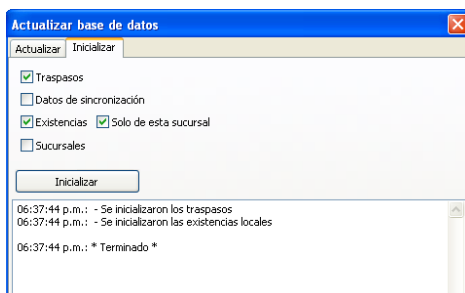 Actualizar base de datos
Actualizar Inicializar
Traspasos
Datos de sincronización
Existencias Solo de esta sucursal
Sucursales
Inicializar
06:37:44 p.m.: - Se inicializaron los traspasos
06:37:44 p.m.: - Se inicializaron las existencias locales
06:37:44 p.m.: * Terminado *